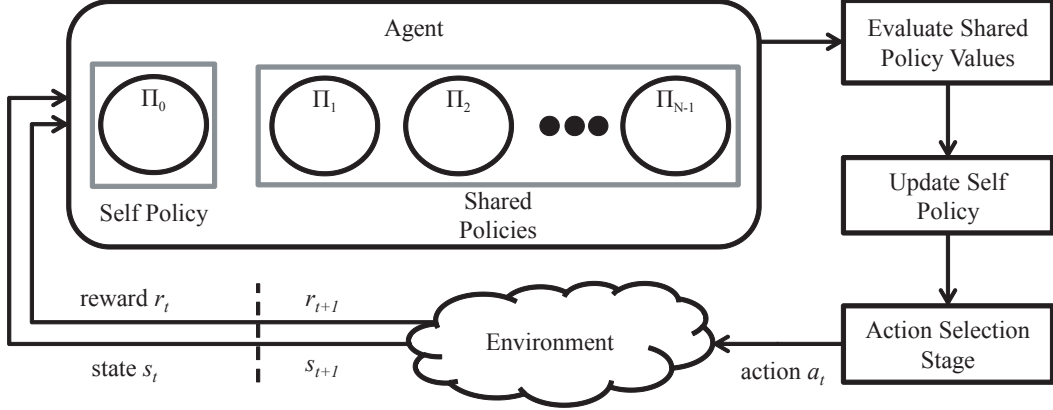 Agent
Evaluate Shared
Policy Values
Π0
Π1
Π2
ΠN-1
Self Policy
Shared
Policies
Update Self
Policy
reward rt
rt+1
Environment
Action Selection
Stage
state st
st+1
action at